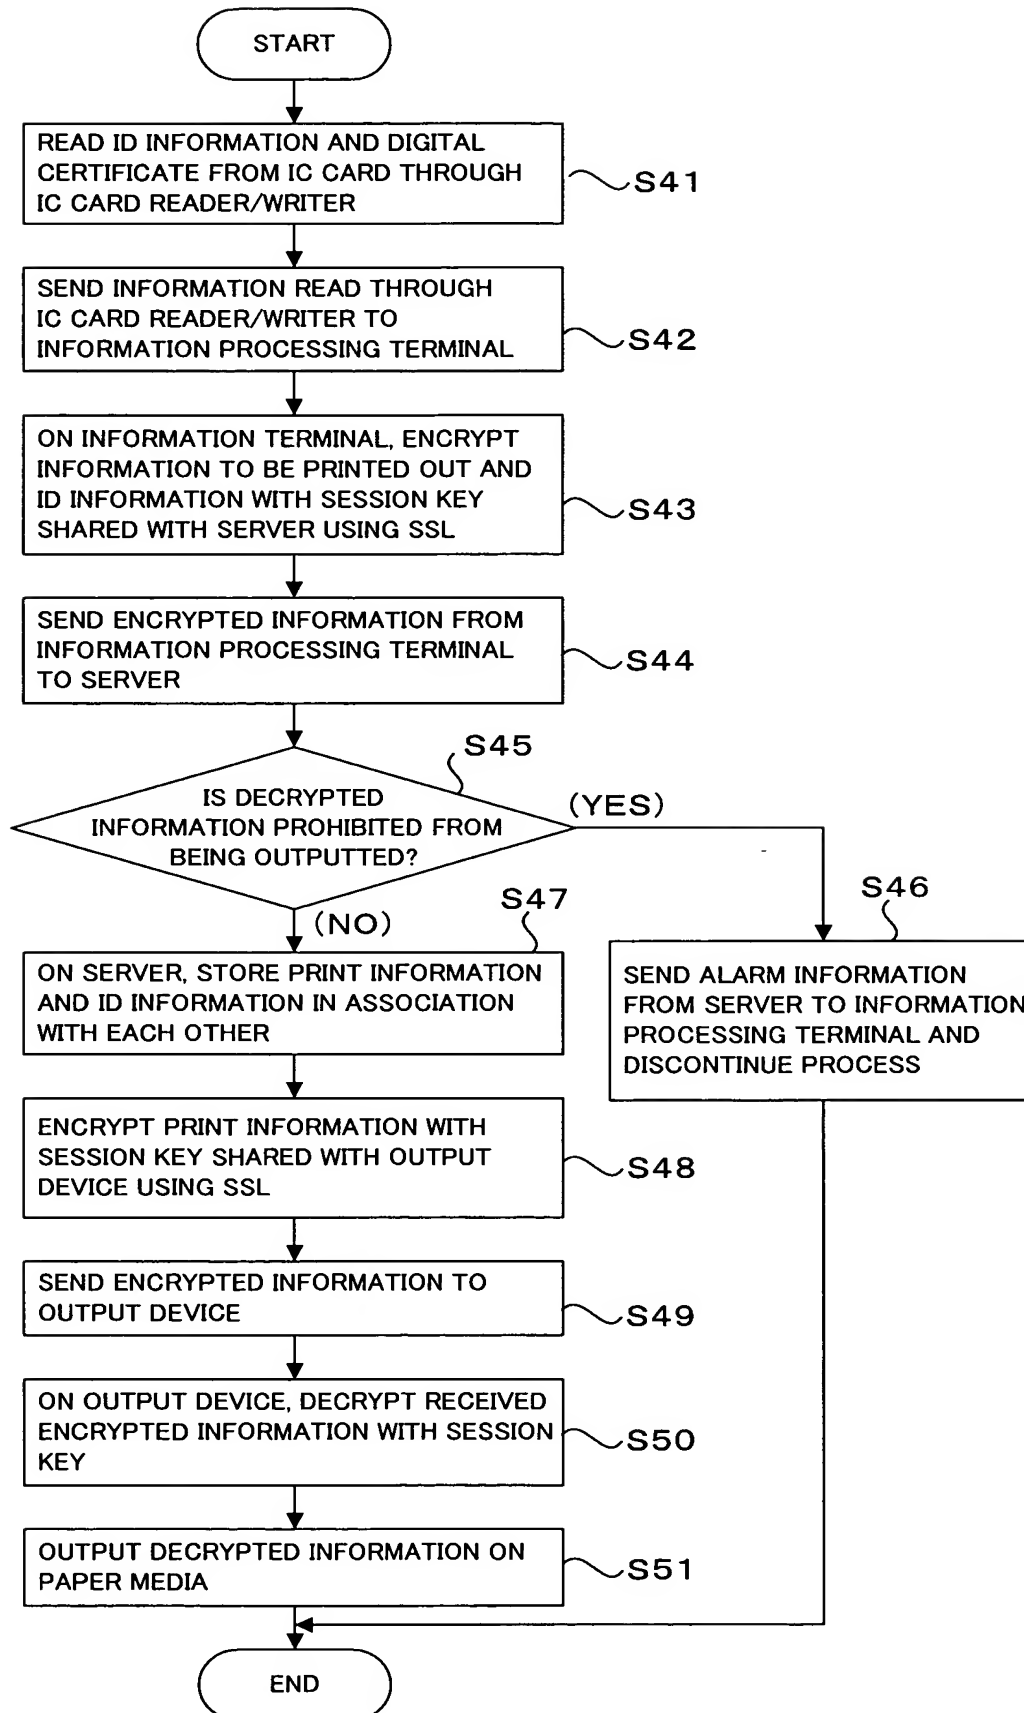 START
READ ID INFORMATION AND DIGITAL
CERTIFICATE FROM IC CARD THROUGH
IC CARD READER/WRITER
S41
SEND INFORMATION READ THROUGH
IC CARD READER/WRITER TO
INFORMATION PROCESSING TERMINAL
S42
ON INFORMATION TERMINAL, ENCRYPT
INFORMATION TO BE PRINTED OUT AND
ID INFORMATION WITH SESSION KEY
SHARED WITH SERVER USING SSL
S43
SEND ENCRYPTED INFORMATION FROM
INFORMATION PROCESSING TERMINAL
TO SERVER
S44
S45
IS DECRYPTED
INFORMATION PROHIBITED FROM
BEING OUTPUTTED?
(YES)
(NO)
S46
SEND ALARM INFORMATION
FROM SERVER TO INFORMATION
PROCESSING TERMINAL AND
DISCONTINUE PROCESS
S47
ON SERVER, STORE PRINT INFORMATION
AND ID INFORMATION IN ASSOCIATION
WITH EACH OTHER
ENCRYPT PRINT INFORMATION WITH
SESSION KEY SHARED WITH OUTPUT
DEVICE USING SSL
S48
SEND ENCRYPTED INFORMATION TO
OUTPUT DEVICE
S49
ON OUTPUT DEVICE, DECRYPT RECEIVED
ENCRYPTED INFORMATION WITH SESSION
KEY
S50
OUTPUT DECRYPTED INFORMATION ON
PAPER MEDIA
S51
END